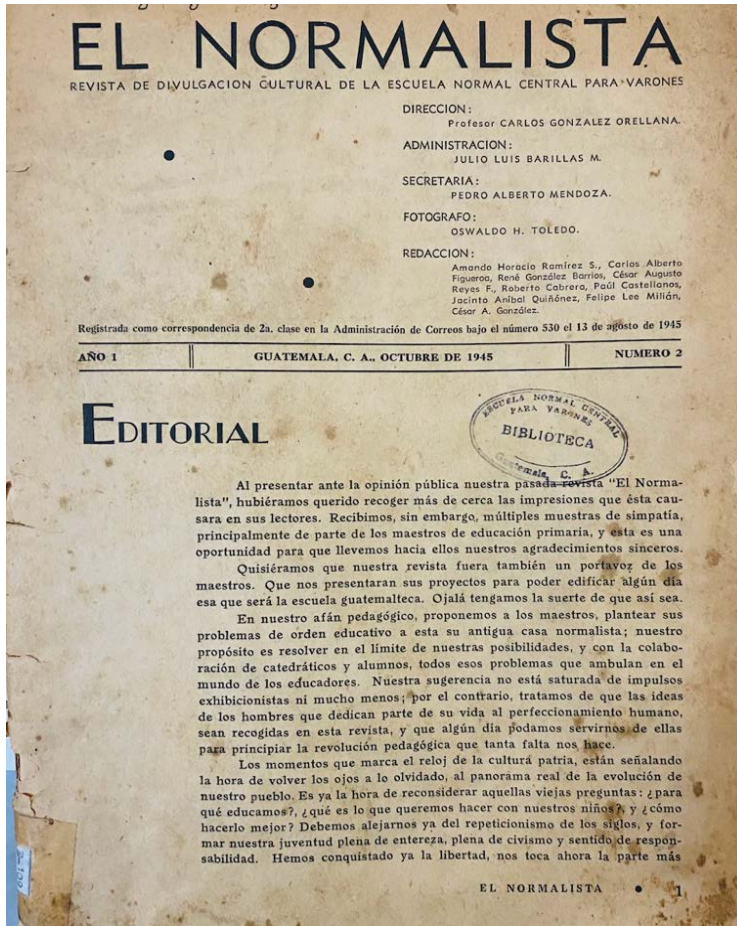 EL NORMALISTA
REVISTA DE DIVULGACION CULTURAL DE LA ESCUELA NORMAL CENTRAL PARA VARONES
DIRECCION:
Profesor CARLOS GONZALEZ ORELLANA.
ADMINISTRACION:
JULIO LUIS BARILLAS M.
SECRETARIA:
PEDRO ALBERTO MENDOZA.
FOTOGRAFO:
OSWALDO H. TOLEDO.
REDACCION:
Amando Horacio Ramírez S., Carlos Alberto
Figueroa, René González Barrios, César Augusto
Reyes F., Roberto Cabrera, Paúl Castellanos,
Jacinto Aníbal Quiñónez, Felipe Lee Milián,
César A. González.
Registrada como correspondencia de 2a. clase en la Administración de Correos bajo el número 530 el 13 de agosto de 1945
AÑO 1 GUATEMALA, C. A., OCTUBRE DE 1945 NUMERO 2
EDITORIAL
ESCUELA NORMAL CENTRAL
PARA VARONES
BIBLIOTECA
Guatemala, C. A.
Al presentar ante la opinión pública nuestra pasada revista "El Norma-
lista", hubiéramos querido recoger más de cerca las impresiones que ésta cau-
sara en sus lectores. Recibimos, sin embargo, múltiples muestras de simpatía,
principalmente de parte de los maestros de educación primaria, y esta es una
oportunidad para que llevemos hacia ellos nuestros agradecimientos sinceros.
Quisiéramos que nuestra revista fuera también un portavoz de los
maestros. Que nos presentaran sus proyectos para poder edificar algún día
esa que será la escuela guatemalteca. Ojalá tengamos la suerte de que así sea.
En nuestro afán pedagógico, proponemos a los maestros, plantear sus
problemas de orden educativo a esta su antigua casa normalista; nuestro
propósito es resolver en el límite de nuestras posibilidades, y con la colabo-
ración de catedráticos y alumnos, todos esos problemas que ambulan en el
mundo de los educadores. Nuestra sugerencia no está saturada de impulsos
exhibicionistas ni mucho menos; por el contrario, tratamos de que las ideas
de los hombres que dedican parte de su vida al perfeccionamiento humano,
sean recogidas en esta revista, y que algún día podamos servirnos de ellas
para principiar la revolución pedagógica que tanta falta nos hace.
Los momentos que marca el reloj de la cultura patria, están señalando
la hora de volver los ojos a lo olvidado, al panorama real de la evolución de
nuestro pueblo. Es ya la hora de reconsiderar aquellas viejas preguntas: ¿para
qué educamos?, ¿qué es lo que queremos hacer con nuestros niños?, y ¿cómo
hacerlo mejor? Debemos alejarnos ya del repeticionismo de los siglos, y for-
mar nuestra juventud plena de entereza, plena de civismo y sentido de respon-
sabilidad. Hemos conquistado ya la libertad, nos toca ahora la parte más
EL NORMALISTA • 1